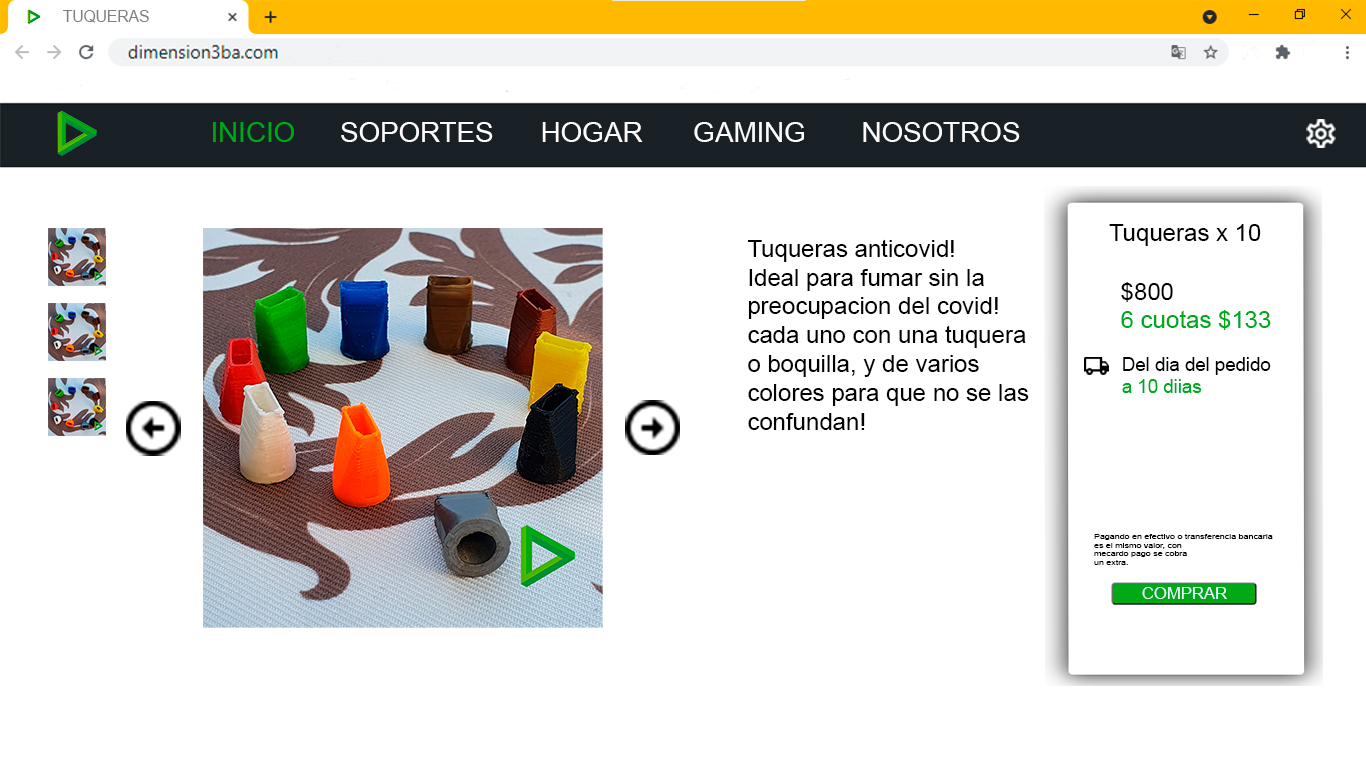 TUQUERAS
dimension3ba.com
INICIO SOPORTES HOGAR GAMING NOSOTROS
Tuqueras anticovid!
Ideal para fumar sin la
preocupacion del covid!
cada uno con una tuquera
o boquilla, y de varios
colores para que no se las
confundan!
Tuqueras x 10
$800
6 cuotas $133
Del dia del pedido
a 10 diias
Pagando en efectivo o transferencia bancaria
es el mismo valor, con
mecardo pago se cobra
un extra.
COMPRAR